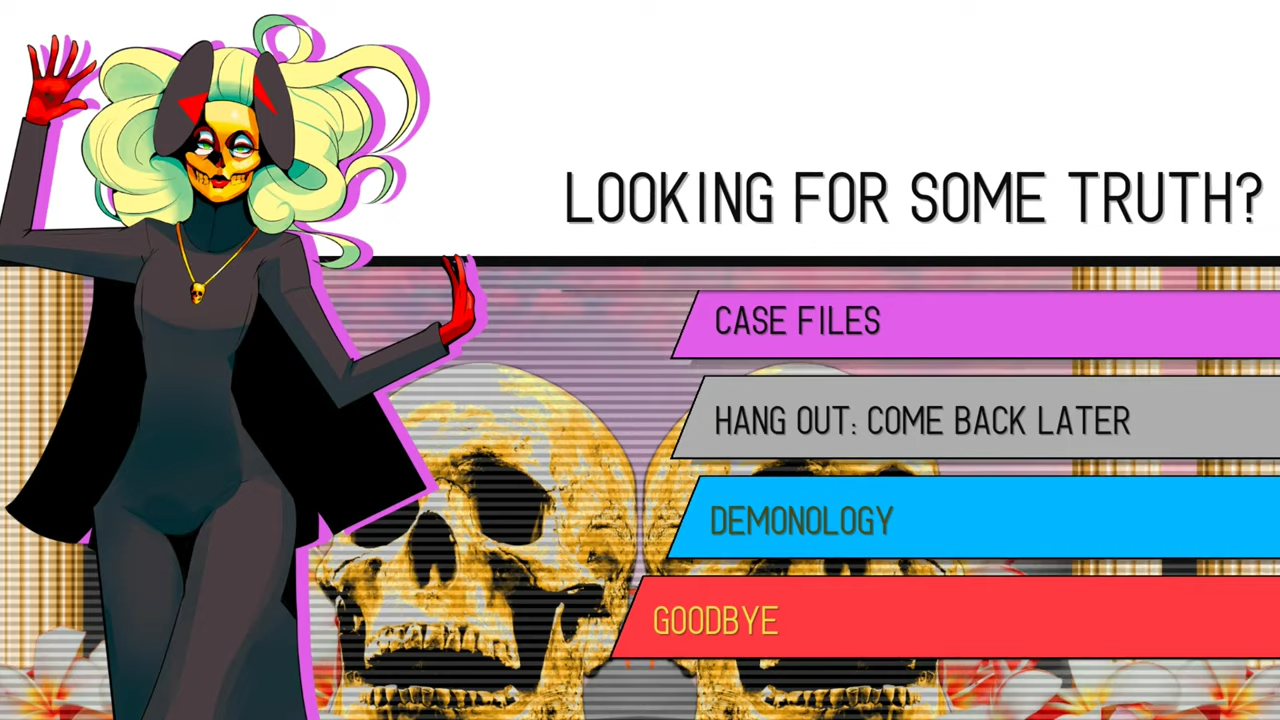 LOOKING FOR SOME TRUTH?
CASE FILES
HANG OUT: COME BACK LATER
DEMONOLOGY
GOODBYE